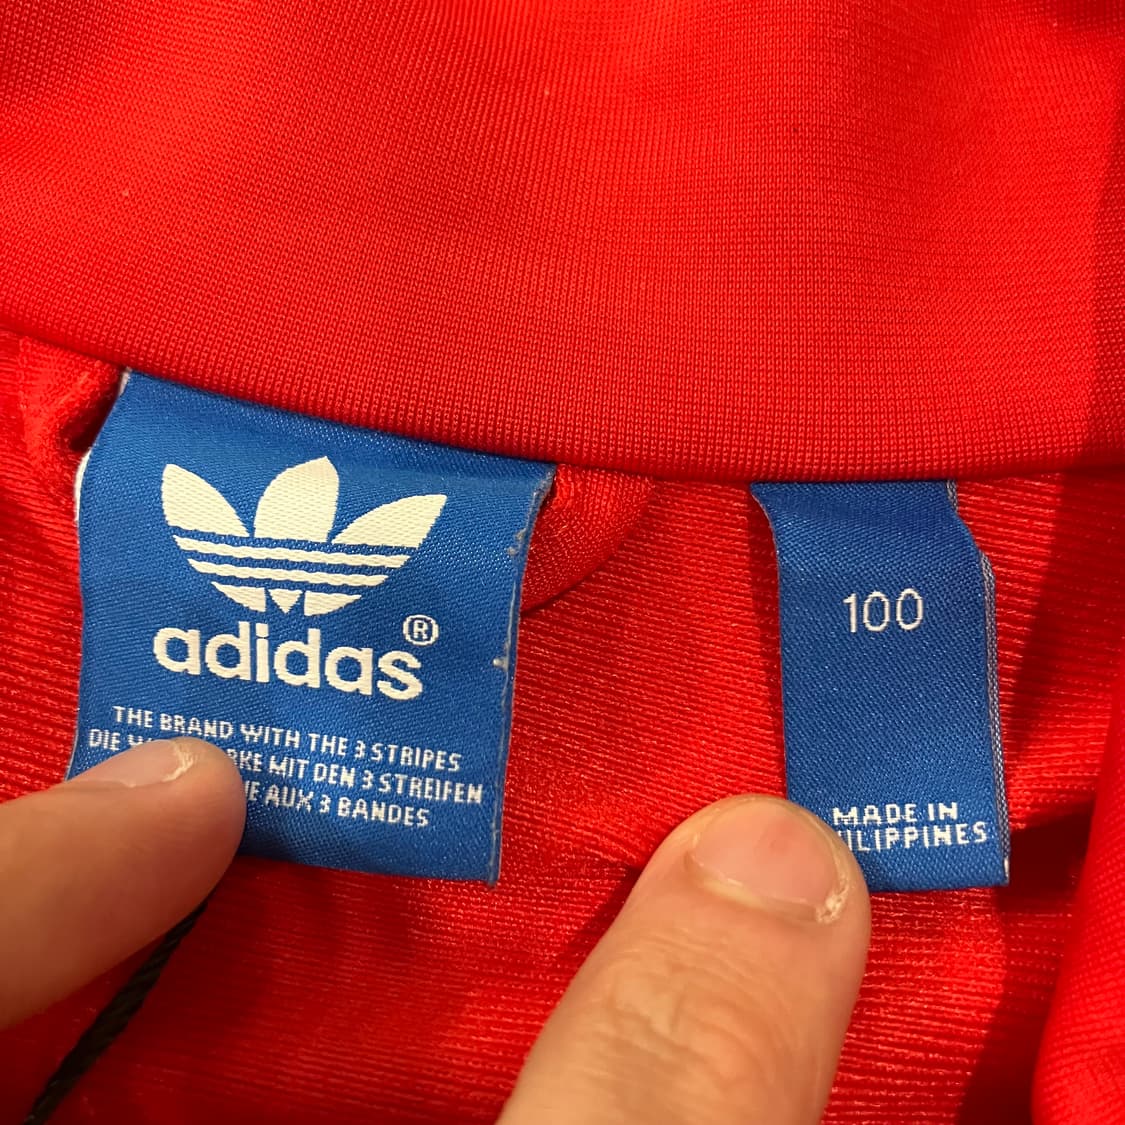 adidas®
THE BRAND WITH THE 3 STRIPES
DIE MIT DEN 3 STREIFEN
AUX 3 BANDES
100
MADE IN